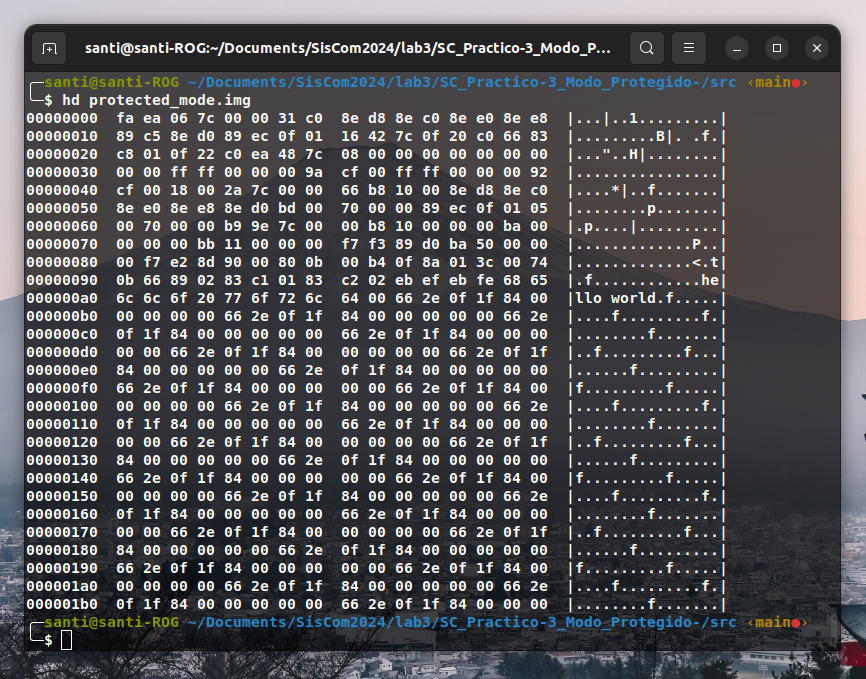 santi@santi-ROG:~/Documents/SisCom2024/lab3/SC_Practico-3_Modo_P...
santi@santi-ROG ~/Documents/SisCom2024/lab3/SC_Practico-3_Modo_Protegido-/src ‹main●›
$ hd protected_mode.img
00000000  fa ea 06 7c 00 00 31 c0  8e d8 8e c0 8e e0 8e e8  |...|..1.........|
00000010  89 c5 8e d0 89 ec 0f 01  16 42 7c 0f 20 c0 66 83  |.........B|. .f.|
00000020  c8 01 0f 22 c0 ea 48 7c  08 00 00 00 00 00 00 00  |..."..H|........|
00000030  00 00 ff ff 00 00 00 9a  cf 00 ff ff 00 00 00 92  |................|
00000040  cf 00 18 00 2a 7c 00 00  66 b8 10 00 8e d8 8e c0  |....*|..f.......|
00000050  8e e0 8e e8 8e d0 bd 00  70 00 00 89 ec 0f 01 05  |........p.......|
00000060  00 70 00 00 b9 9e 7c 00  00 b8 10 00 00 00 ba 00  |.p....|.........|
00000070  00 00 00 bb 11 00 00 00  f7 f3 89 d0 ba 50 00 00  |.............P..|
00000080  00 f7 e2 8d 90 00 80 0b  00 b4 0f 8a 01 3c 00 74  |.............<.t|
00000090  0b 66 89 02 83 c1 01 83  c2 02 eb ef eb fe 68 65  |.f............he|
000000a0  6c 6c 6f 20 77 6f 72 6c  64 00 66 2e 0f 1f 84 00  |llo world.f.....|
000000b0  00 00 00 00 66 2e 0f 1f  84 00 00 00 00 00 66 2e  |....f.........f.|
000000c0  0f 1f 84 00 00 00 00 00  66 2e 0f 1f 84 00 00 00  |........f.......|
000000d0  00 00 66 2e 0f 1f 84 00  00 00 00 00 66 2e 0f 1f  |..f.........f...|
000000e0  84 00 00 00 00 00 66 2e  0f 1f 84 00 00 00 00 00  |......f.........|
000000f0  66 2e 0f 1f 84 00 00 00  00 00 66 2e 0f 1f 84 00  |f.........f.....|
00000100  00 00 00 00 66 2e 0f 1f  84 00 00 00 00 00 66 2e  |....f.........f.|
00000110  0f 1f 84 00 00 00 00 00  66 2e 0f 1f 84 00 00 00  |........f.......|
00000120  00 00 66 2e 0f 1f 84 00  00 00 00 00 66 2e 0f 1f  |..f.........f...|
00000130  84 00 00 00 00 00 66 2e  0f 1f 84 00 00 00 00 00  |......f.........|
00000140  66 2e 0f 1f 84 00 00 00  00 00 66 2e 0f 1f 84 00  |f.........f.....|
00000150  00 00 00 00 66 2e 0f 1f  84 00 00 00 00 00 66 2e  |....f.........f.|
00000160  0f 1f 84 00 00 00 00 00  66 2e 0f 1f 84 00 00 00  |........f.......|
00000170  00 00 66 2e 0f 1f 84 00  00 00 00 00 66 2e 0f 1f  |..f.........f...|
00000180  84 00 00 00 00 00 66 2e  0f 1f 84 00 00 00 00 00  |......f.........|
00000190  66 2e 0f 1f 84 00 00 00  00 00 66 2e 0f 1f 84 00  |f.........f.....|
000001a0  00 00 00 00 66 2e 0f 1f  84 00 00 00 00 00 66 2e  |....f.........f.|
000001b0  0f 1f 84 00 00 00 00 00  66 2e 0f 1f 84 00 00 00  |........f.......|
santi@santi-ROG ~/Documents/SisCom2024/lab3/SC_Practico-3_Modo_Protegido-/src ‹main●›
$